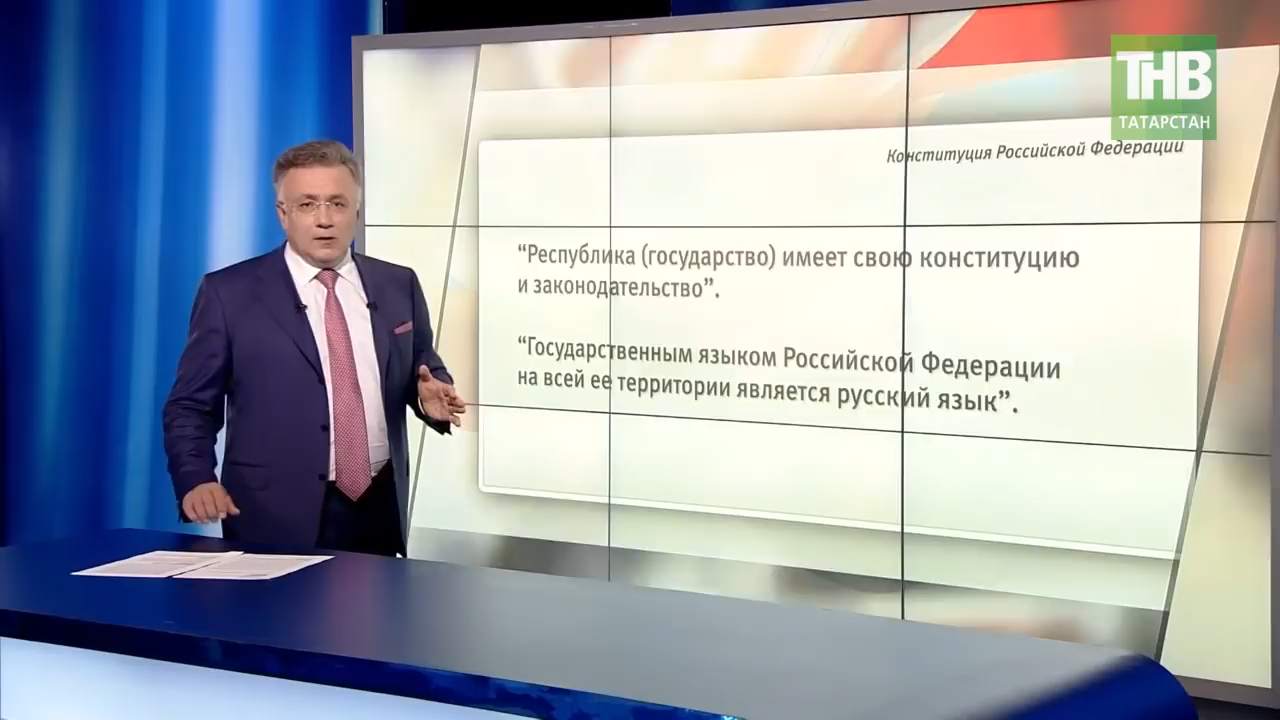 ТНВ
ТАТАРСТАН
Конституция Российской Федерации
“Республика (государство) имеет свою конституцию
и законодательство”.
“Государственным языком Российской Федерации
на всей ее территории является русский язык”.